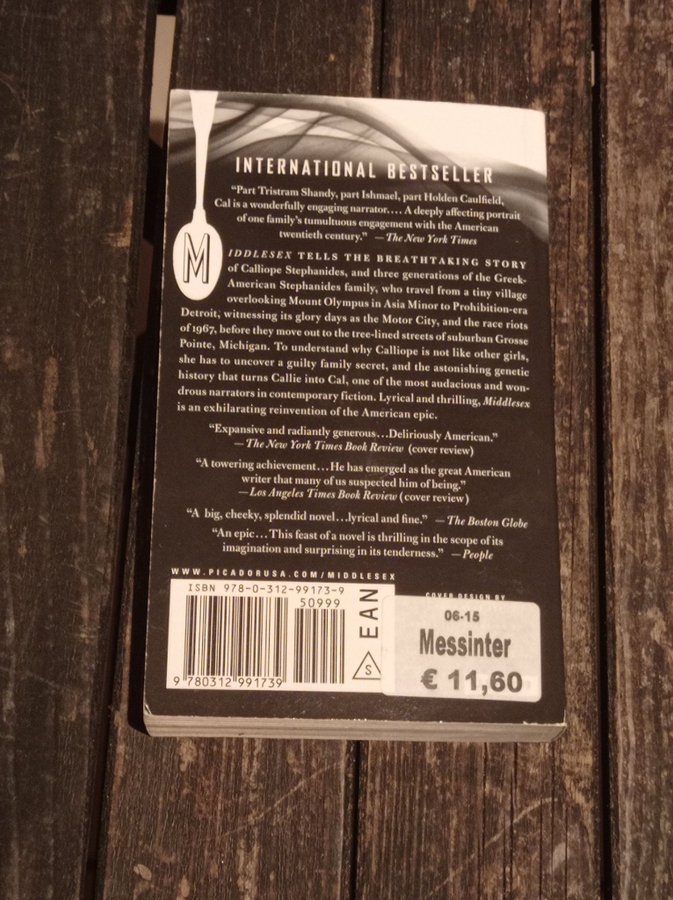 INTERNATIONAL BESTSELLER
“Part Tristram Shandy, part Ishmael, part Holden Caulfield,
Cal is a wonderfully engaging narrator.… A deeply affecting portrait
of one family’s tumultuous engagement with the American
twentieth century.” —The New York Times
MIDDLESEX TELLS THE BREATHTAKING STORY
of Calliope Stephanides, and three generations of the Greek-
American Stephanides family, who travel from a tiny village
overlooking Mount Olympus in Asia Minor to Prohibition-era
Detroit, witnessing its glory days as the Motor City, and the race riots
of 1967, before they move out to the tree-lined streets of suburban Grosse
Pointe, Michigan. To understand why Calliope is not like other girls,
she has to uncover a guilty family secret, and the astonishing genetic
history that turns Callie into Cal, one of the most audacious and won-
drous narrators in contemporary fiction. Lyrical and thrilling, Middlesex
is an exhilarating reinvention of the American epic.
“Expansive and radiantly generous…Deliriously American.”
—The New York Times Book Review (cover review)
“A towering achievement…He has emerged as the great American
writer that many of us suspected him of being.”
—Los Angeles Times Book Review (cover review)
“A big, cheeky, splendid novel…lyrical and fine.” —The Boston Globe
“An epic…This feast of a novel is thrilling in the scope of its
imagination and surprising in its tenderness.” —People
WWW.PICADORUSA.COM/MIDDLESEX
ISBN 978-0-312-99173-9
50999
9 780312 991739
EAN
S
COVER DESIGN BY
06-15
Messinter
€ 11,60